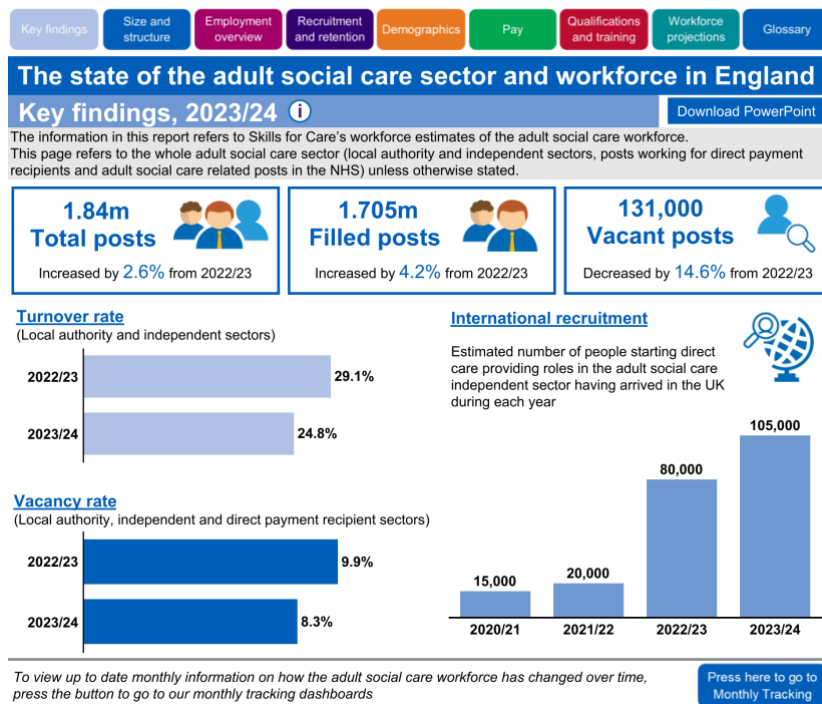 Key findings
Size and
structure
Employment
overview
Recruitment
and retention
Demographics
Pay
Qualifications
and training
Workforce
projections
Glossary
The state of the adult social care sector and workforce in England
Key findings, 2023/24 i
Download PowerPoint
The information in this report refers to Skills for Care's workforce estimates of the adult social care workforce.
This page refers to the whole adult social care sector (local authority and independent sectors, posts working for direct payment
recipients and adult social care related posts in the NHS) unless otherwise stated.
1.84m
Total posts
Increased by 2.6% from 2022/23
1.705m
Filled posts
Increased by 4.2% from 2022/23
131,000
Vacant posts
Decreased by 14.6% from 2022/23
Turnover rate
(Local authority and independent sectors)
2022/23
29.1%
2023/24
24.8%
Vacancy rate
(Local authority, independent and direct payment recipient sectors)
2022/23
9.9%
2023/24
8.3%
International recruitment
Estimated number of people starting direct
care providing roles in the adult social care
independent sector having arrived in the UK
during each year
15,000
20,000
80,000
105,000
2020/21
2021/22
2022/23
2023/24
To view up to date monthly information on how the adult social care workforce has changed over time,
press the button to go to our monthly tracking dashboards
Press here to go to
Monthly Tracking